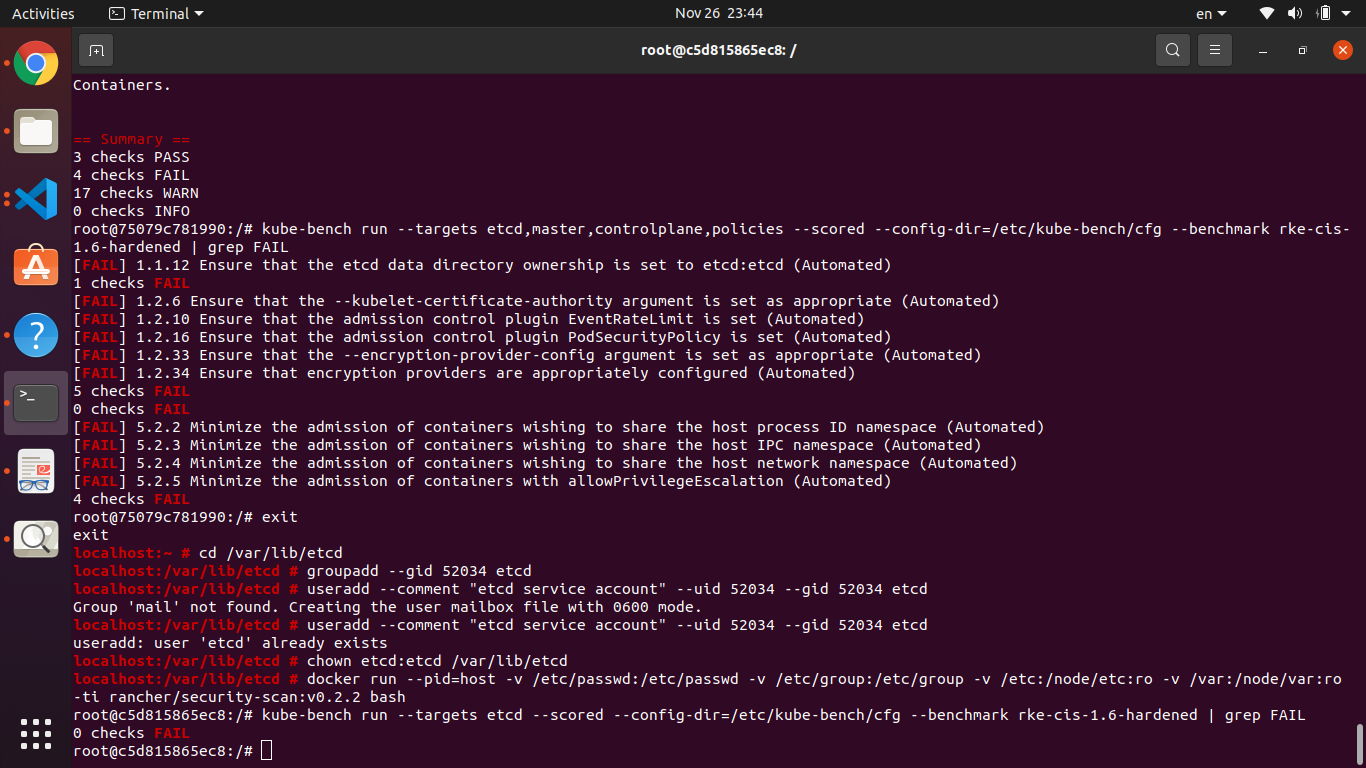 Activities
Terminal
Nov 26 23:44
en
root@c5d815865ec8: /
Containers.
== Summary ==
3 checks PASS
4 checks FAIL
17 checks WARN
0 checks INFO
root@75079c781990:/# kube-bench run --targets etcd,master,controlplane,policies --scored --config-dir=/etc/kube-bench/cfg --benchmark rke-cis-
1.6-hardened | grep FAIL
[FAIL] 1.1.12 Ensure that the etcd data directory ownership is set to etcd:etcd (Automated)
1 checks FAIL
[FAIL] 1.2.6 Ensure that the --kubelet-certificate-authority argument is set as appropriate (Automated)
[FAIL] 1.2.10 Ensure that the admission control plugin EventRateLimit is set (Automated)
[FAIL] 1.2.16 Ensure that the admission control plugin PodSecurityPolicy is set (Automated)
[FAIL] 1.2.33 Ensure that the --encryption-provider-config argument is set as appropriate (Automated)
[FAIL] 1.2.34 Ensure that encryption providers are appropriately configured (Automated)
5 checks FAIL
0 checks FAIL
[FAIL] 5.2.2 Minimize the admission of containers wishing to share the host process ID namespace (Automated)
[FAIL] 5.2.3 Minimize the admission of containers wishing to share the host IPC namespace (Automated)
[FAIL] 5.2.4 Minimize the admission of containers wishing to share the host network namespace (Automated)
[FAIL] 5.2.5 Minimize the admission of containers with allowPrivilegeEscalation (Automated)
4 checks FAIL
root@75079c781990:/# exit
exit
localhost:~ # cd /var/lib/etcd
localhost:/var/lib/etcd # groupadd --gid 52034 etcd
localhost:/var/lib/etcd # useradd --comment "etcd service account" --uid 52034 --gid 52034 etcd
Group 'mail' not found. Creating the user mailbox file with 0600 mode.
localhost:/var/lib/etcd # useradd --comment "etcd service account" --uid 52034 --gid 52034 etcd
useradd: user 'etcd' already exists
localhost:/var/lib/etcd # chown etcd:etcd /var/lib/etcd
localhost:/var/lib/etcd # docker run --pid=host -v /etc/passwd:/etc/passwd -v /etc/group:/etc/group -v /etc:/node/etc:ro -v /var:/node/var:ro
-ti rancher/security-scan:v0.2.2 bash
root@c5d815865ec8:/# kube-bench run --targets etcd --scored --config-dir=/etc/kube-bench/cfg --benchmark rke-cis-1.6-hardened | grep FAIL
0 checks FAIL
root@c5d815865ec8:/#